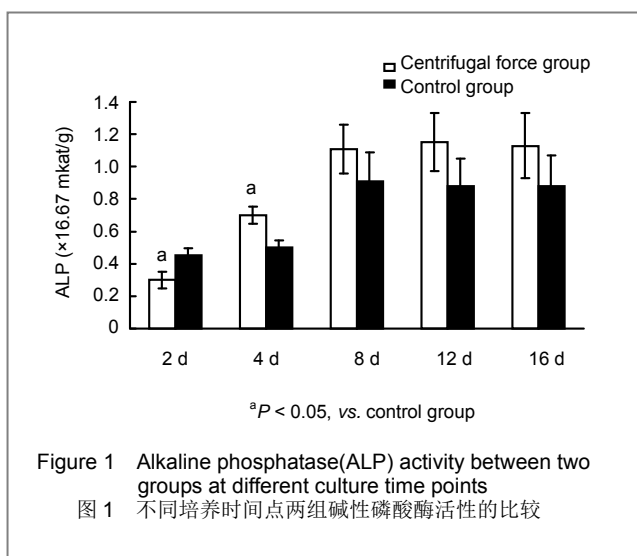 Centrifugal force group
Control group
ALP (×16.67 mkat/g)
1.4
1.2
1.0
0.8
0.6
0.4
0.2
0
a
a
2 d 4 d 8 d 12 d 16 d
ᵃP < 0.05, vs. control group
Figure 1 Alkaline phosphatase(ALP) activity between two
groups at different culture time points
图 1 不同培养时间点两组碱性磷酸酶活性的比较